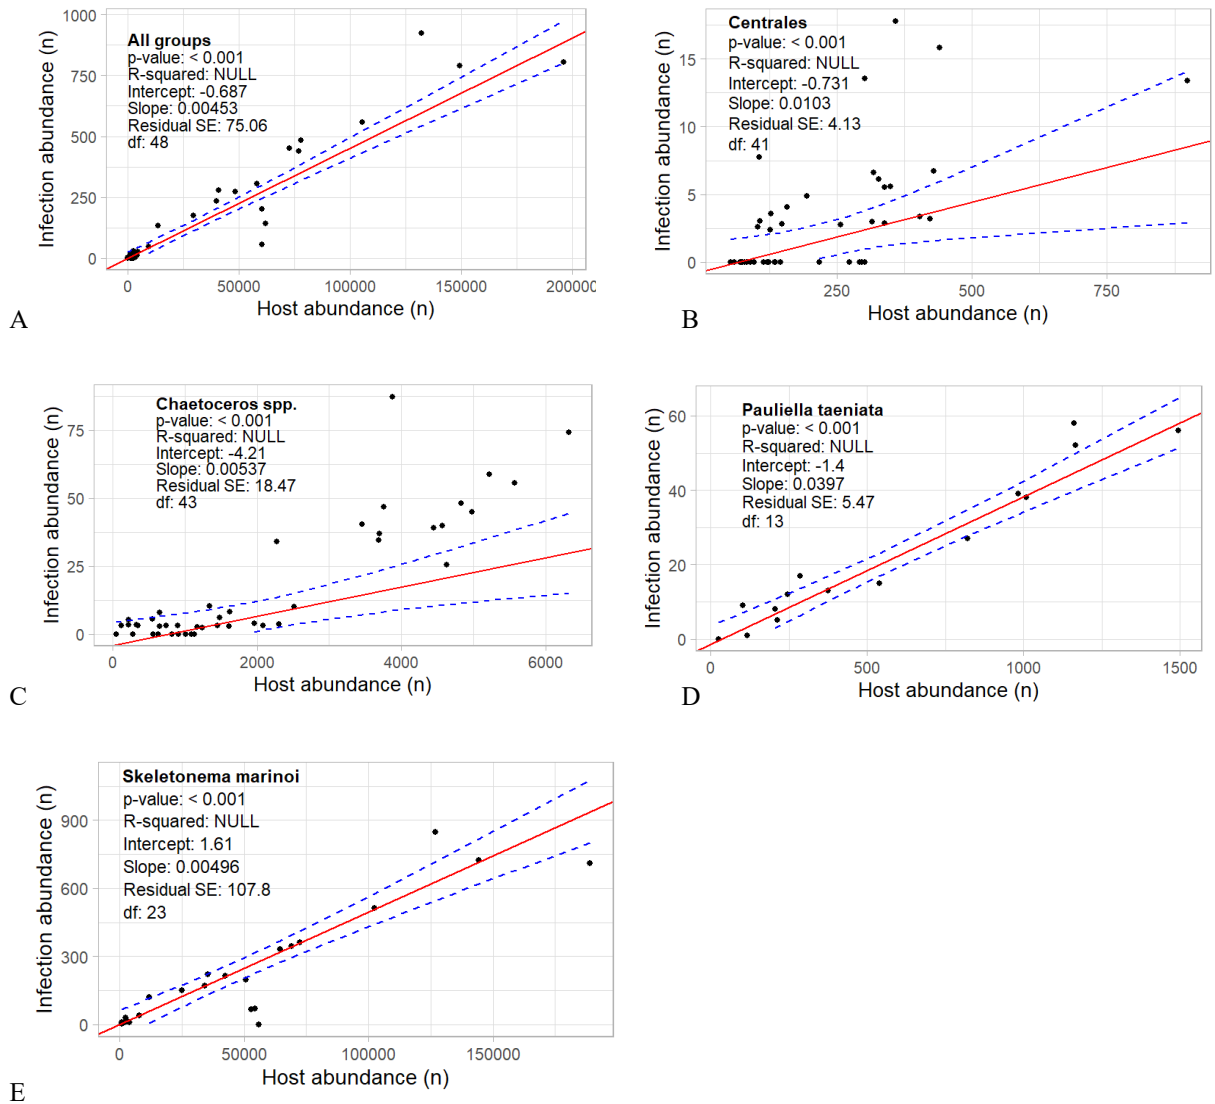 1000
750
500
250
0
Infection abundance (n)
All groups
p-value: < 0.001
R-squared: NULL
Intercept: -0.687
Slope: 0.00453
Residual SE: 75.06
df: 48
0 50000 100000 150000 200000
Host abundance (n)
A
15
10
5
0
Infection abundance (n)
Centrales
p-value: < 0.001
R-squared: NULL
Intercept: -0.731
Slope: 0.0103
Residual SE: 4.13
df: 41
250 500 750
Host abundance (n)
B
75
50
25
0
Infection abundance (n)
Chaetoceros spp.
p-value: < 0.001
R-squared: NULL
Intercept: -4.21
Slope: 0.00537
Residual SE: 18.47
df: 43
0 2000 4000 6000
Host abundance (n)
C
60
40
20
0
Infection abundance (n)
Pauliella taeniata
p-value: < 0.001
R-squared: NULL
Intercept: -1.4
Slope: 0.0397
Residual SE: 5.47
df: 13
0 500 1000 1500
Host abundance (n)
D
900
600
300
0
Infection abundance (n)
Skeletonema marinoi
p-value: < 0.001
R-squared: NULL
Intercept: 1.61
Slope: 0.00496
Residual SE: 107.8
df: 23
0 50000 100000 150000
Host abundance (n)
E